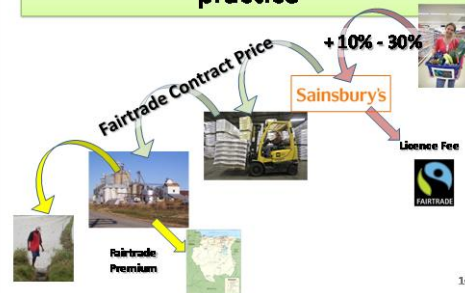 practice
+ 10% - 30%
Fairtrade Contract Price
Sainsbury's
Licence Fee
FAIRTRADE
Fairtrade
Premium